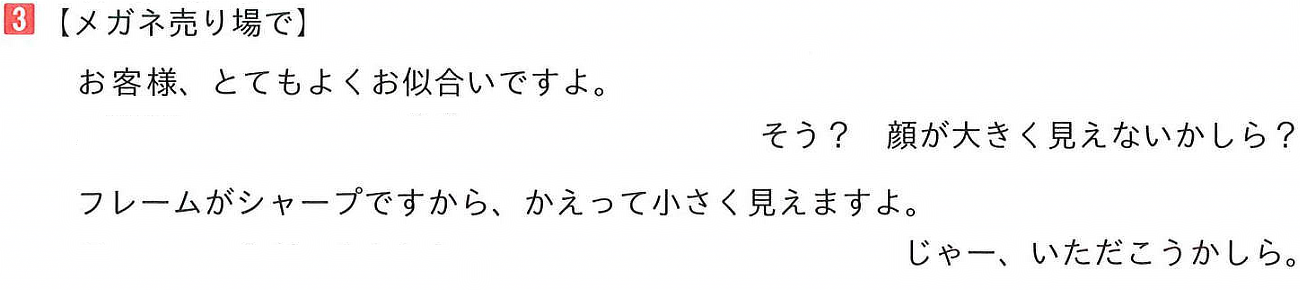 3 【メガネ売り場で】
お客様、とてもよくお似合いですよ。
そう？　顔が大きく見えないかしら？
フレームがシャープですから、かえって小さく見えますよ。
じゃー、いただこうかしら。